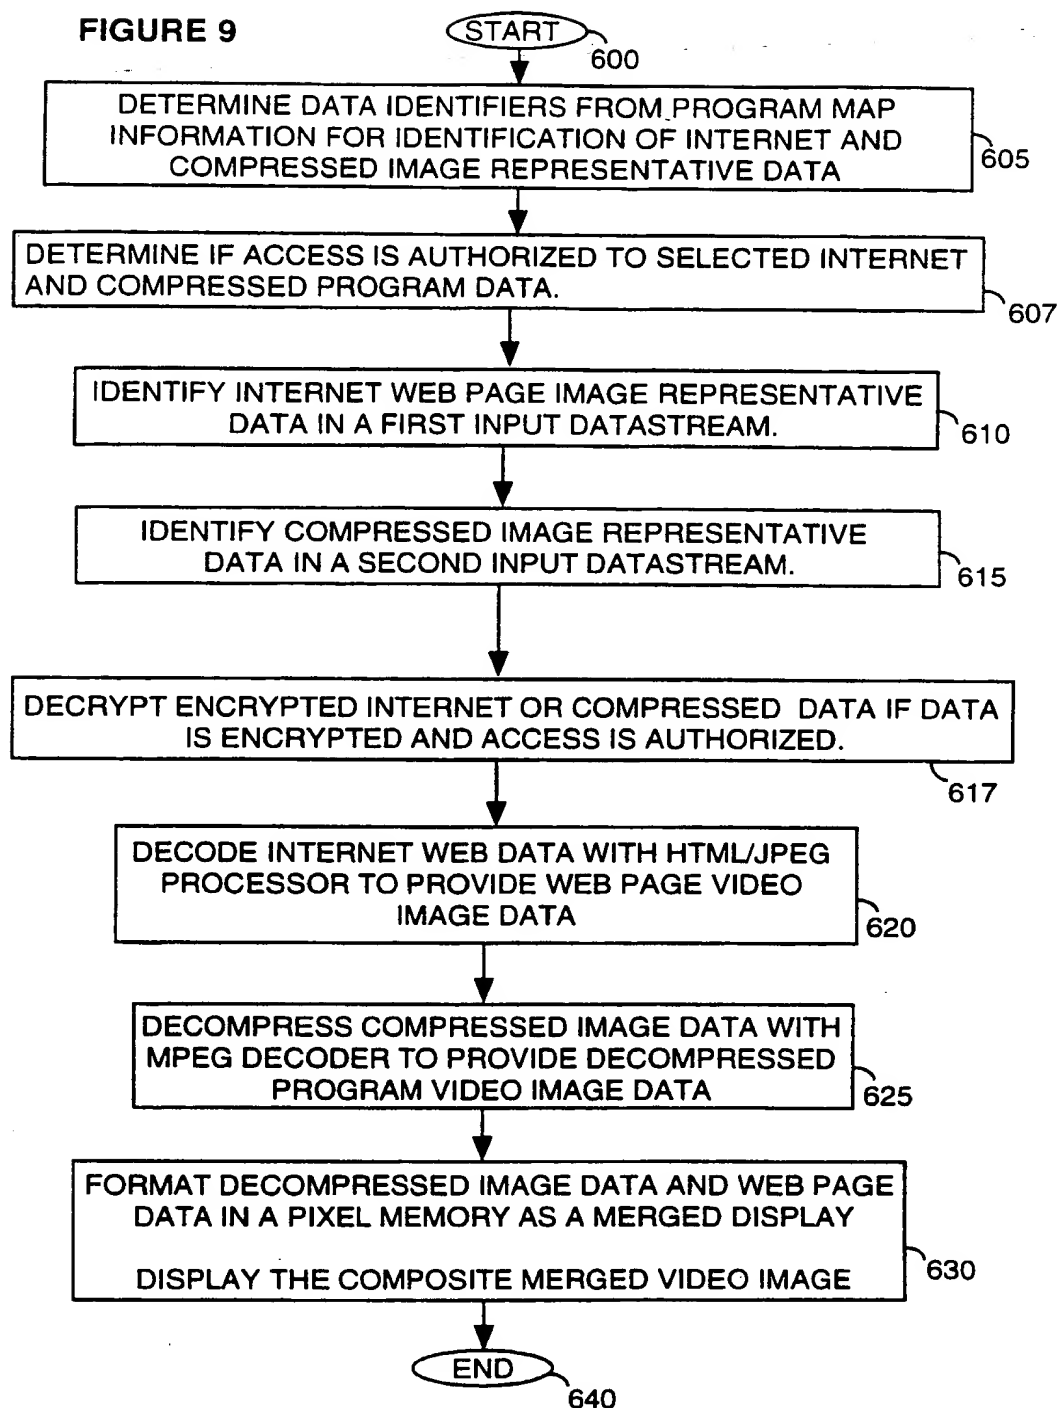 FIGURE 9
START
600
DETERMINE DATA IDENTIFIERS FROM PROGRAM MAP
INFORMATION FOR IDENTIFICATION OF INTERNET AND
COMPRESSED IMAGE REPRESENTATIVE DATA
605
DETERMINE IF ACCESS IS AUTHORIZED TO SELECTED INTERNET
AND COMPRESSED PROGRAM DATA.
607
IDENTIFY INTERNET WEB PAGE IMAGE REPRESENTATIVE
DATA IN A FIRST INPUT DATASTREAM.
610
IDENTIFY COMPRESSED IMAGE REPRESENTATIVE
DATA IN A SECOND INPUT DATASTREAM.
615
DECRYPT ENCRYPTED INTERNET OR COMPRESSED DATA IF DATA
IS ENCRYPTED AND ACCESS IS AUTHORIZED.
617
DECODE INTERNET WEB DATA WITH HTML/JPEG
PROCESSOR TO PROVIDE WEB PAGE VIDEO
IMAGE DATA
620
DECOMPRESS COMPRESSED IMAGE DATA WITH
MPEG DECODER TO PROVIDE DECOMPRESSED
PROGRAM VIDEO IMAGE DATA
625
FORMAT DECOMPRESSED IMAGE DATA AND WEB PAGE
DATA IN A PIXEL MEMORY AS A MERGED DISPLAY
DISPLAY THE COMPOSITE MERGED VIDEO IMAGE
630
END
640